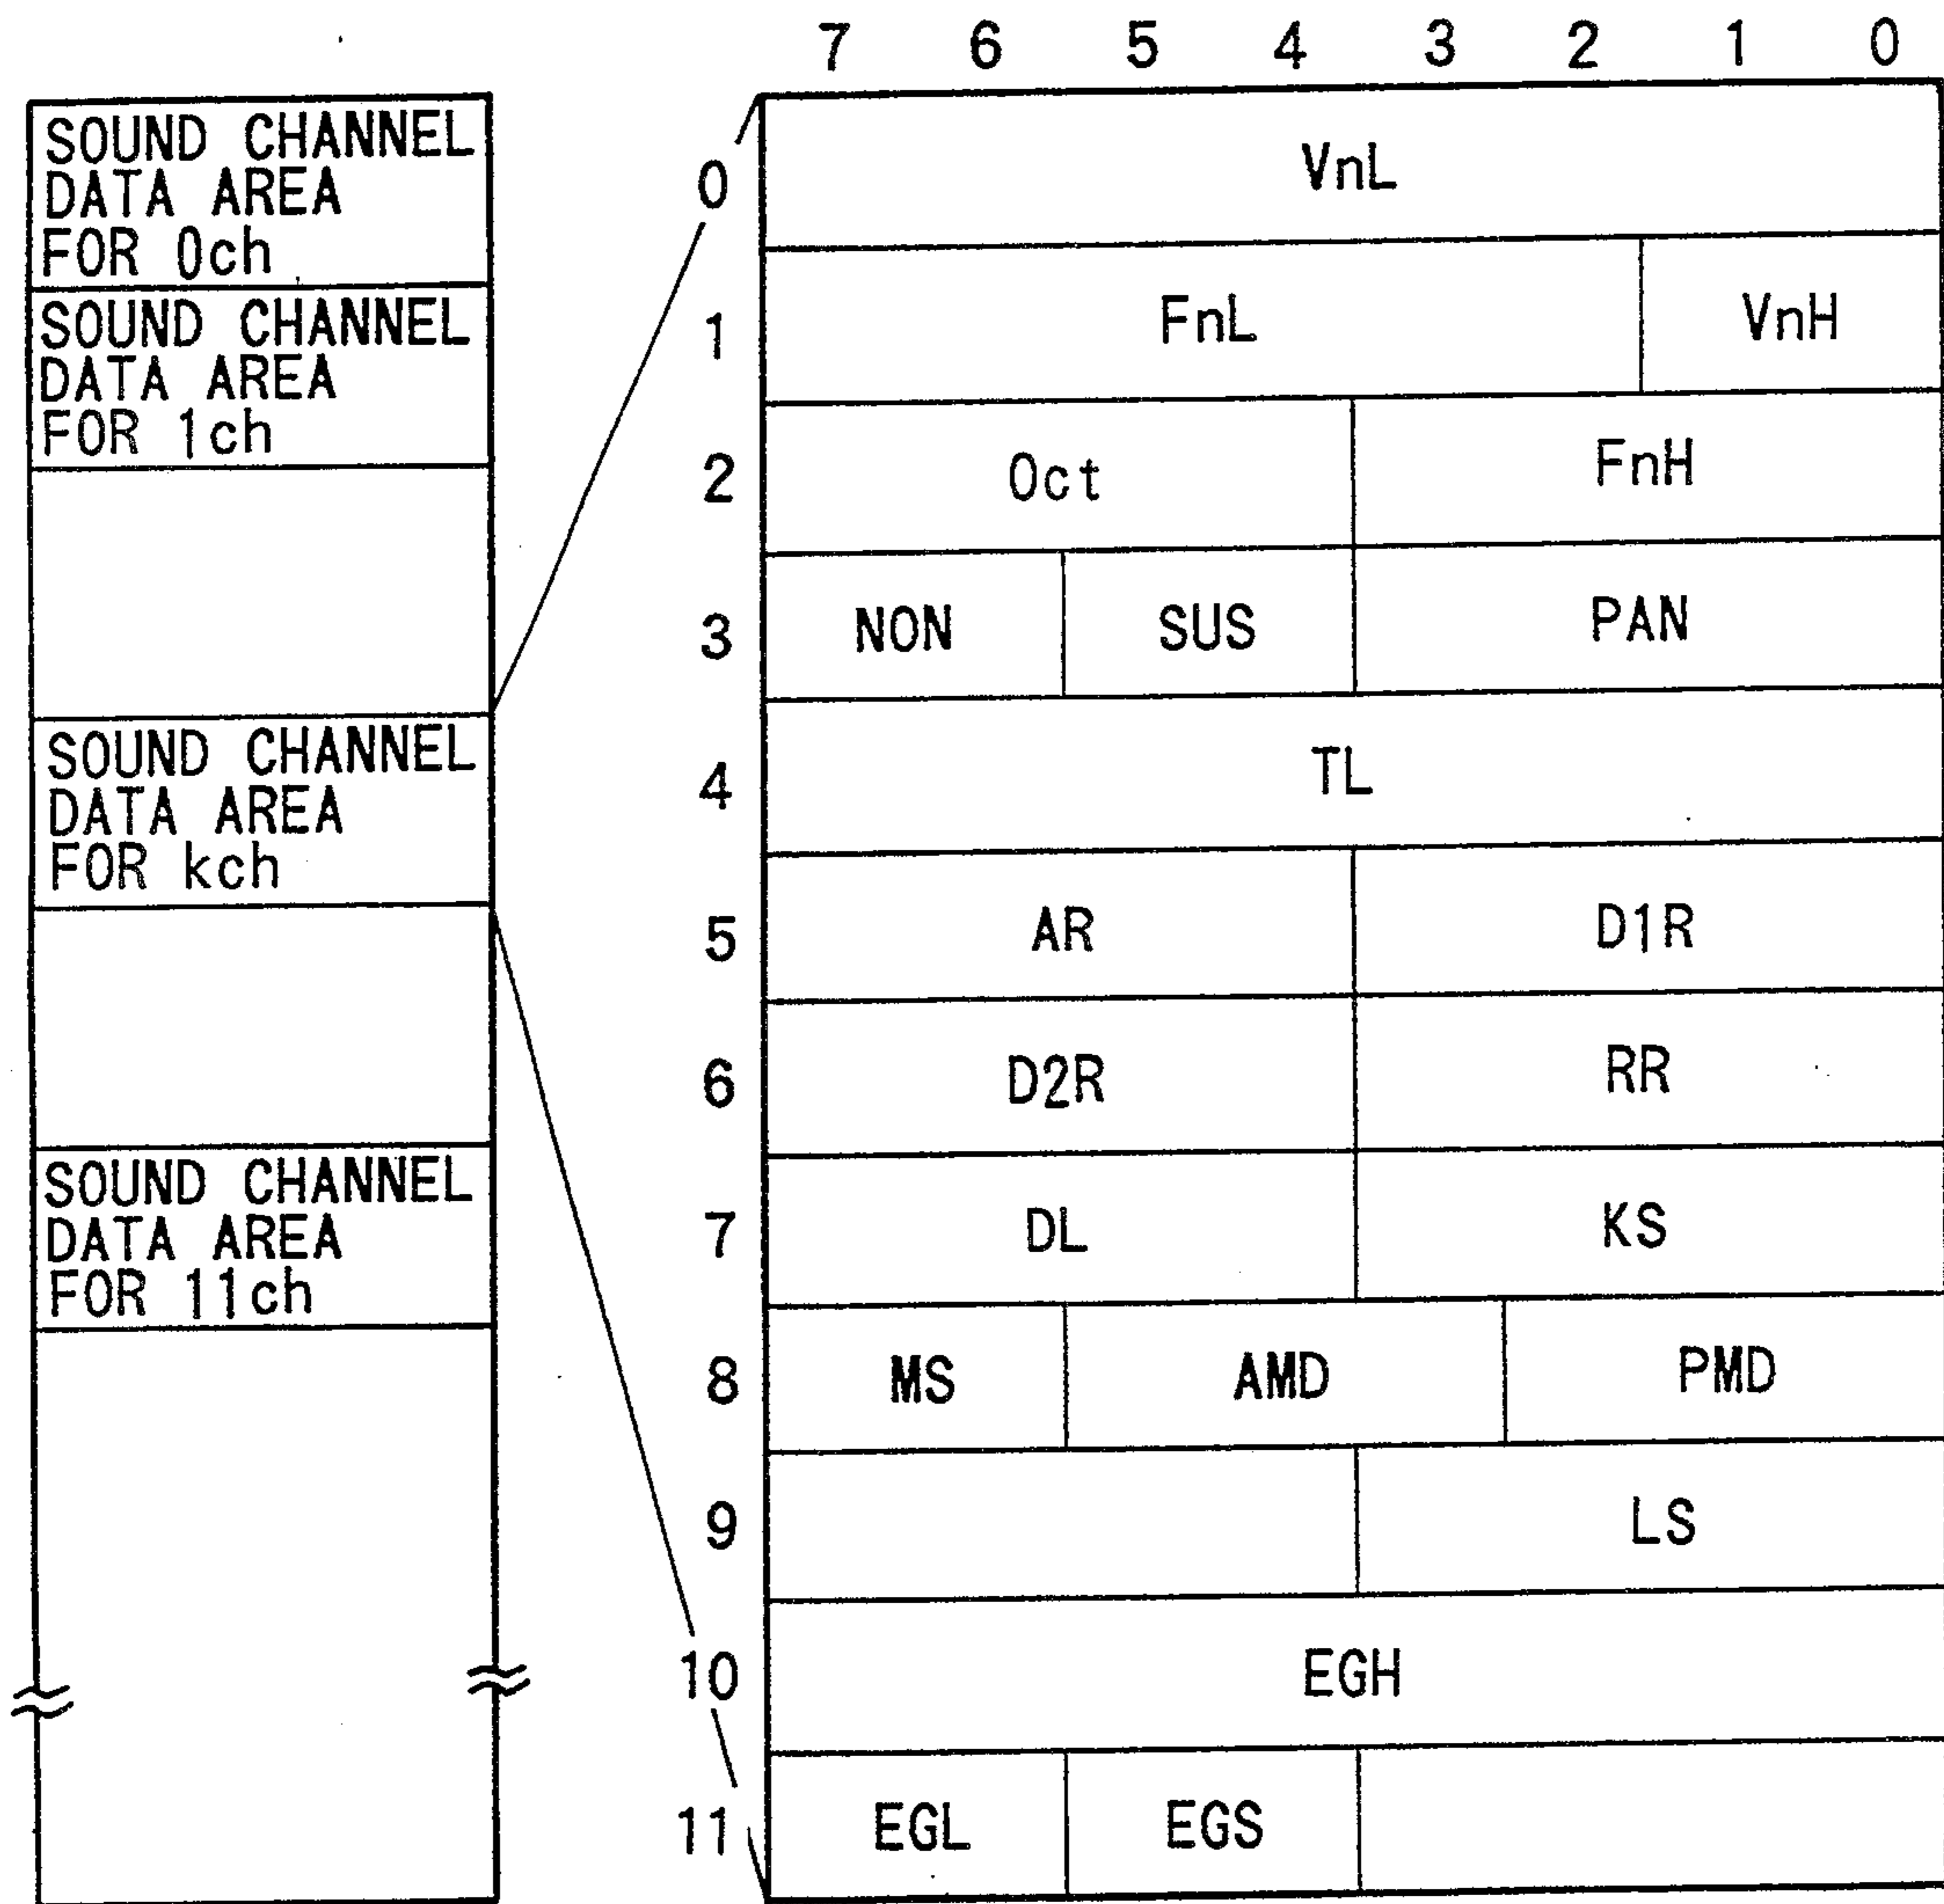 7 6 5 4 3 2 1 0
SOUND CHANNEL
DATA AREA
FOR 0ch
SOUND CHANNEL
DATA AREA
FOR 1ch
SOUND CHANNEL
DATA AREA
FOR kch
SOUND CHANNEL
DATA AREA
FOR 11ch
0 VnL
1 FnL VnH
2 Oct FnH
3 NON SUS PAN
4 TL
5 AR D1R
6 D2R RR
7 DL KS
8 MS AMD PMD
9 LS
10 EGH
11 EGL EGS